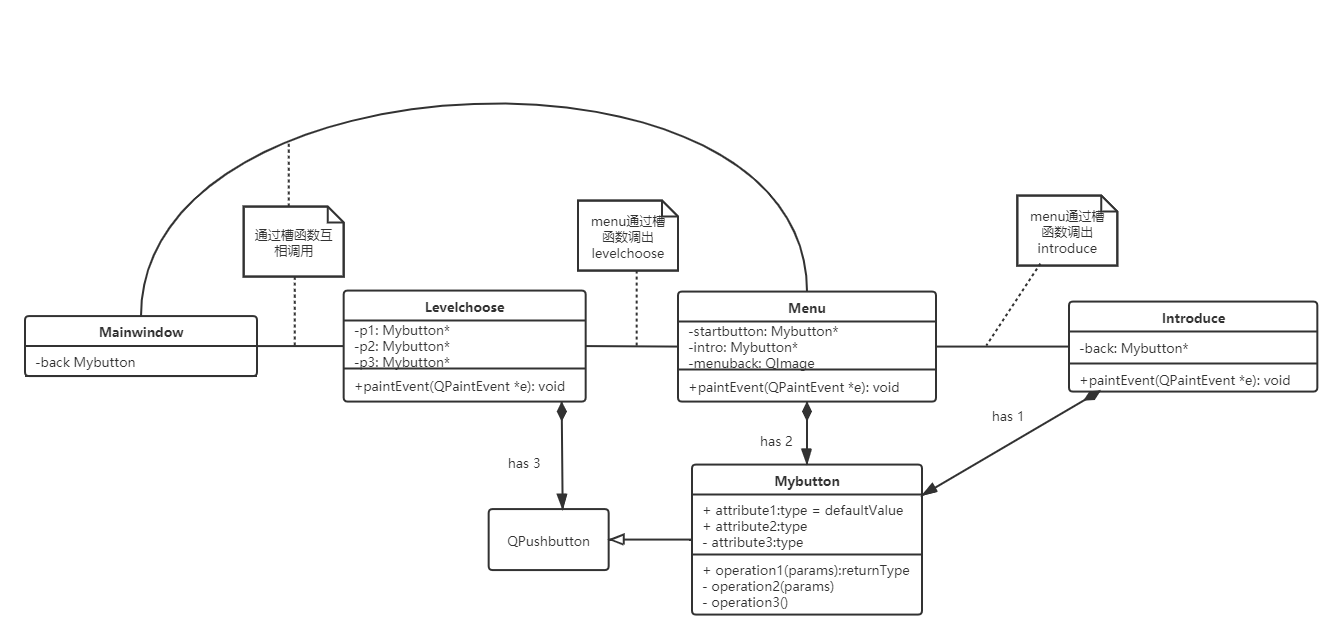 通过槽函数互
相调用
menu通过槽
函数调出
levelchoose
menu通过槽
函数调出
introduce
Mainwindow
-back Mybutton
Levelchoose
-p1: Mybutton*
-p2: Mybutton*
-p3: Mybutton*
+paintEvent(QPaintEvent *e): void
Menu
-startbutton: Mybutton*
-intro: Mybutton*
-menuback: QImage
+paintEvent(QPaintEvent *e): void
Introduce
-back: Mybutton*
+paintEvent(QPaintEvent *e): void
has 3
has 2
has 1
QPushbutton
Mybutton
+ attribute1:type = defaultValue
+ attribute2:type
- attribute3:type
+ operation1(params):returnType
- operation2(params)
- operation3()